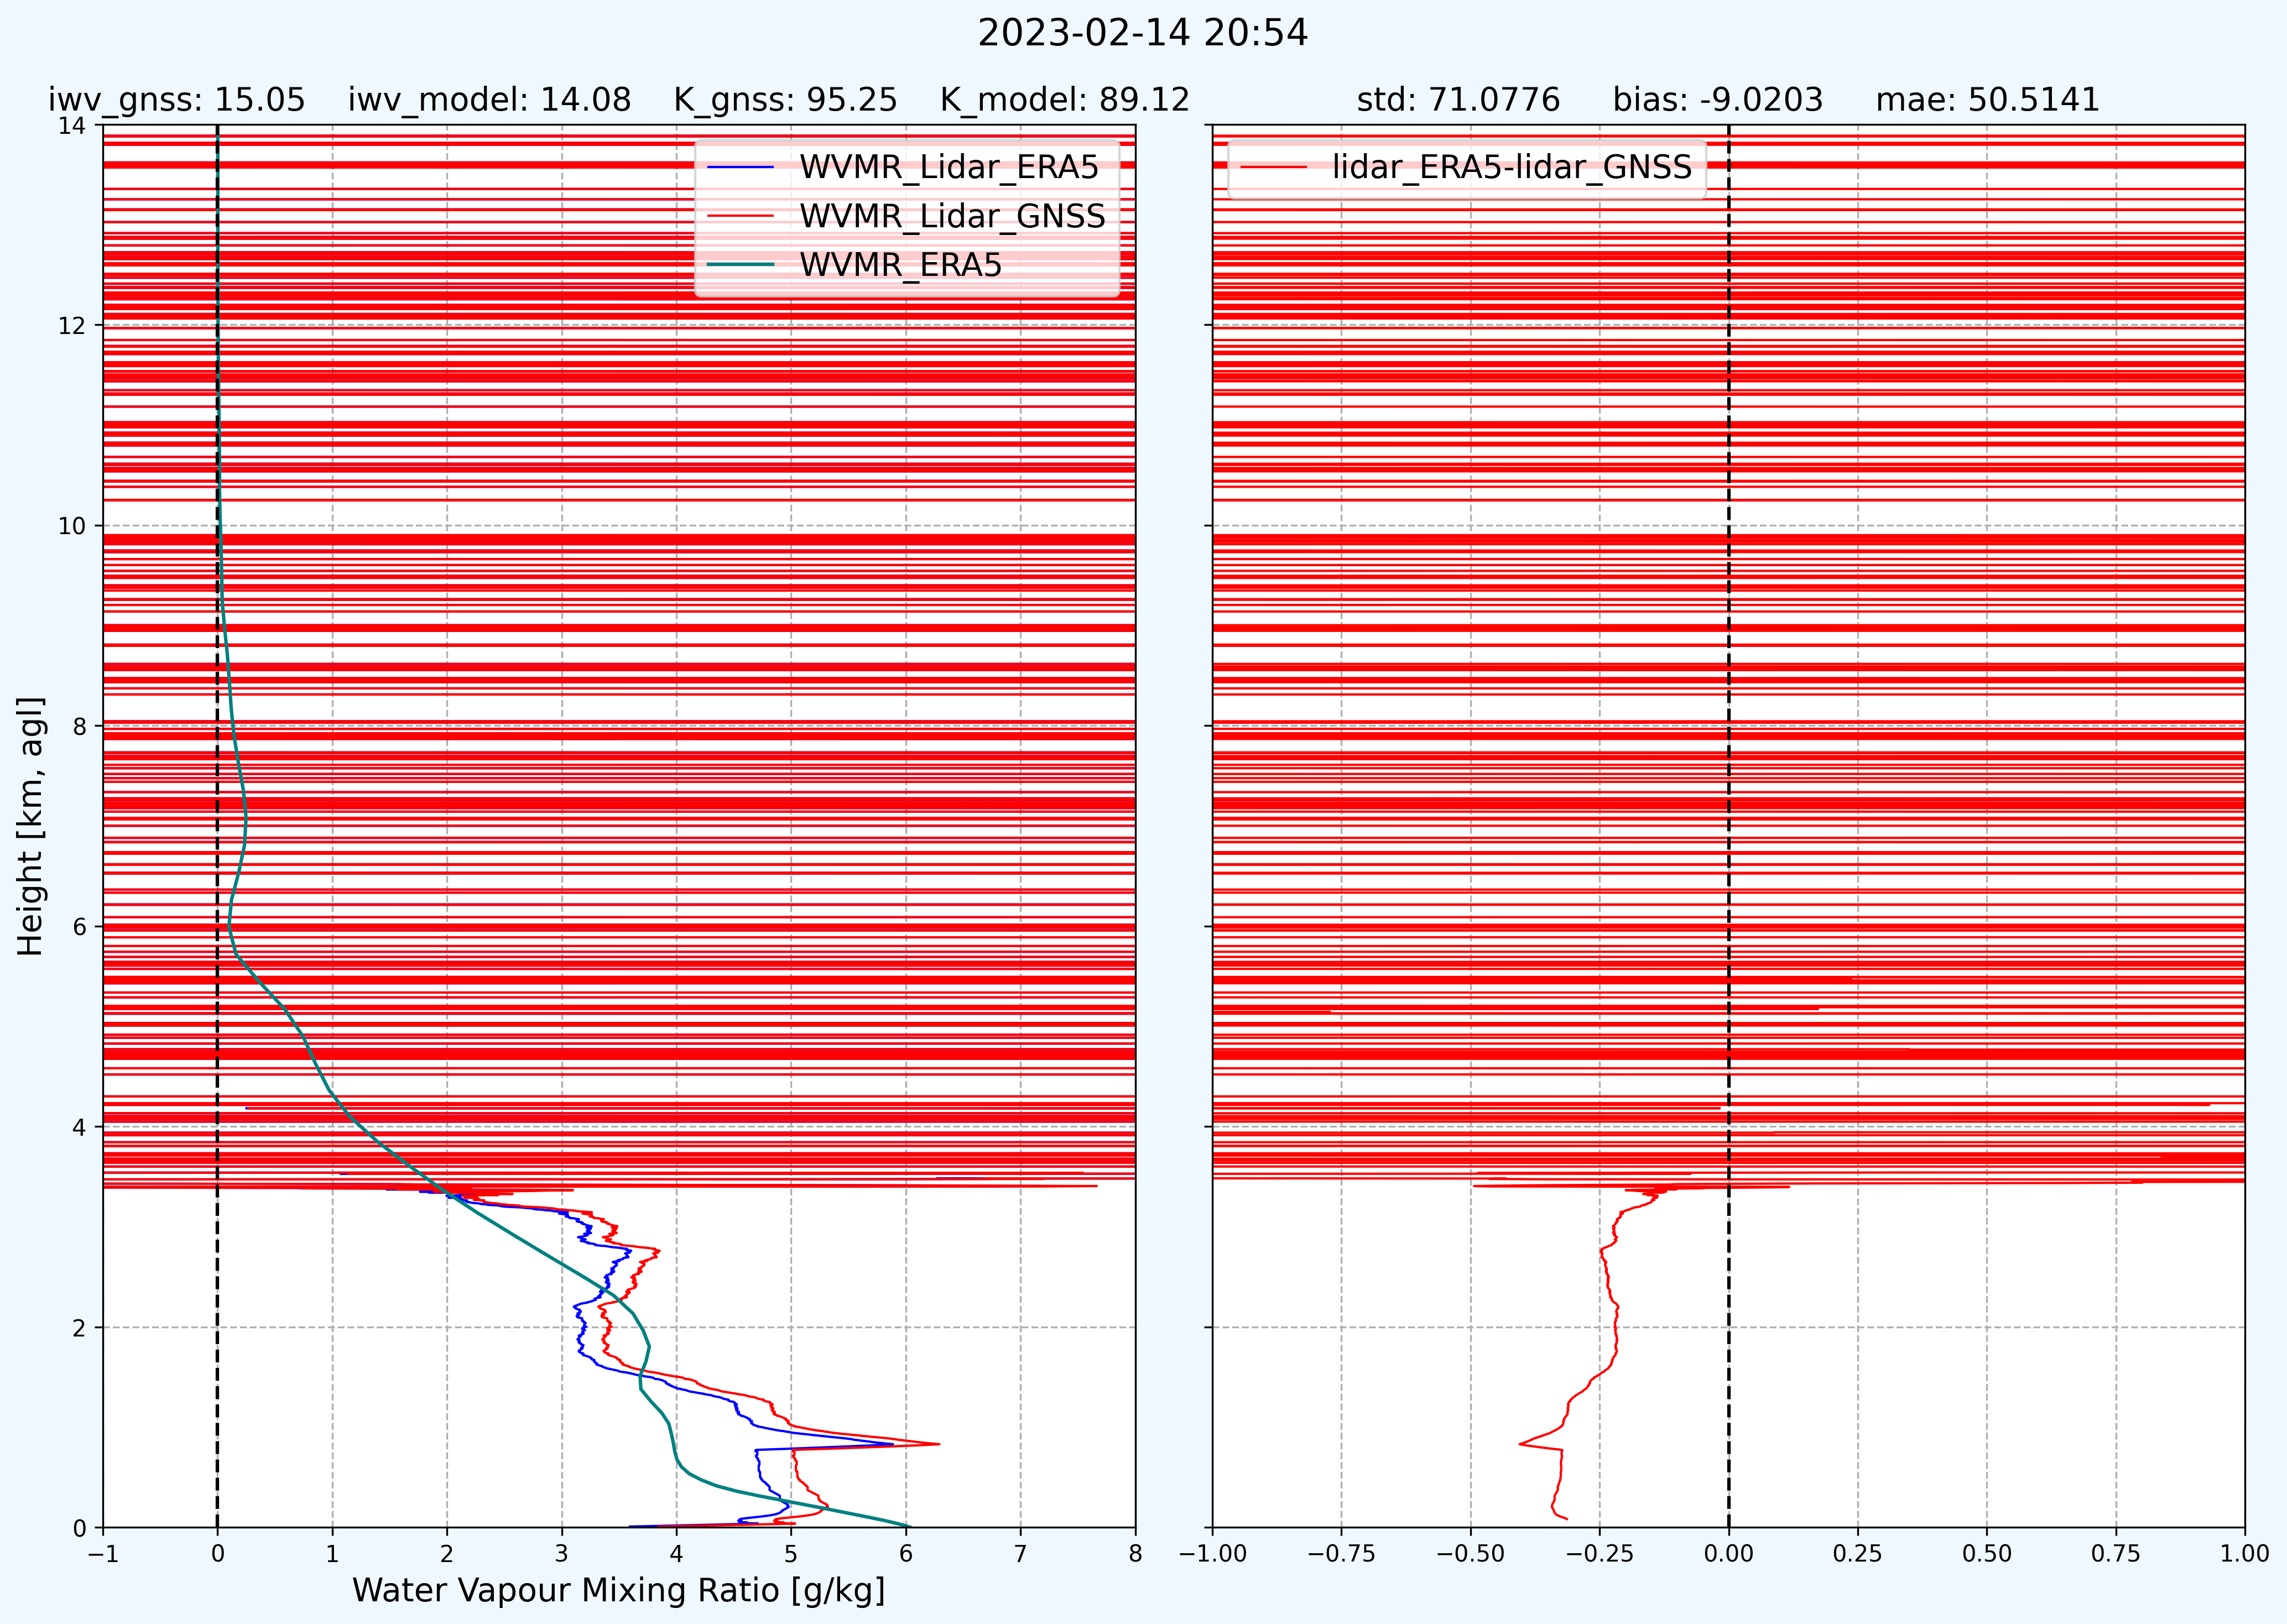 2023-02-14 20:54
iwv_gnss: 15.05 iwv_model: 14.08 K_gnss: 95.25 K_model: 89.12
std: 71.0776 bias: -9.0203 mae: 50.5141
WVMR_Lidar_ERA5
WVMR_Lidar_GNSS
WVMR_ERA5
lidar_ERA5-lidar_GNSS
Height [km, agl]
14
12
10
8
6
4
2
0
−1 0 1 2 3 4 5 6 7 8
−1.00 −0.75 −0.50 −0.25 0.00 0.25 0.50 0.75 1.00
Water Vapour Mixing Ratio [g/kg]